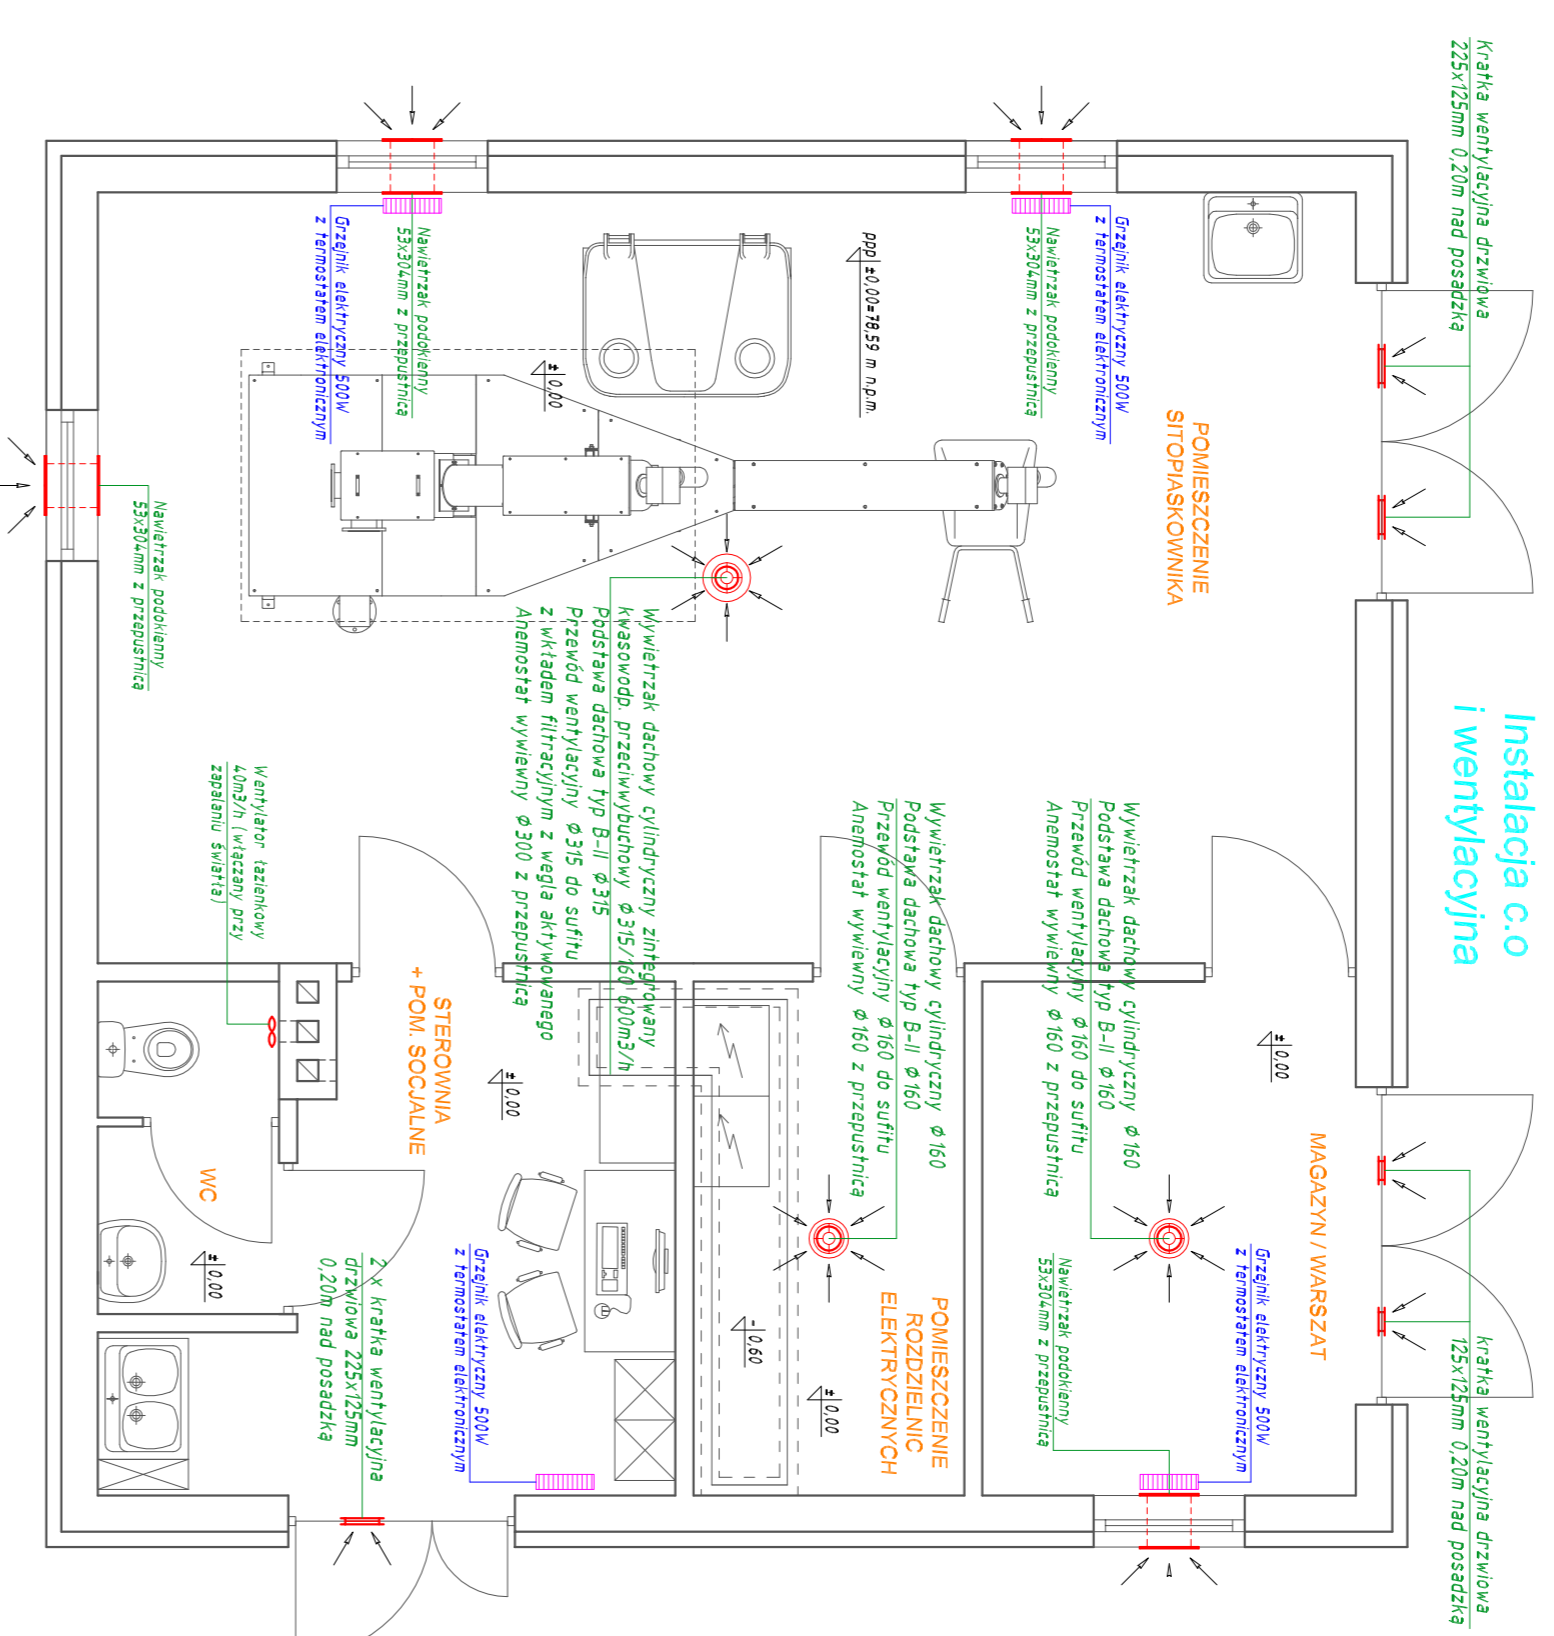 Instalacja c.o
i wentylacyjna
Kratka wentylacyjna drzwiowa
225x125mm 0,20m nad posadzką
kratka wentylacyjna drzwiowa
125x125mm 0,20m nad posadzką
Grzejnik elektryczny 500W
z termostatem elektronicznym
Nawietrzak podokienny
53x304mm z przepustnicą
POMIESZCZENIE
SITOPIASKOWNIKA
ppp ±0,00=78,59 m n.p.m.
Grzejnik elektryczny 500W
z termostatem elektronicznym
Nawietrzak podokienny
53x304mm z przepustnicą
± 0,00
Nawietrzak podokienny
53x304mm z przepustnicą
Wywietrzak dachowy cylindryczny zintegrowany
kwasowodp. przeciwwybuchowy Ø315/160 600m3/h
Podstawa dachowa typ B-II Ø315
Przewód wentylacyjny Ø315 do sufitu
z wkładem filtracyjnym z węgla aktywowanego
Anemostat wywiewny Ø300 z przepustnicą
Wywietrzak dachowy cylindryczny Ø160
Podstawa dachowa typ B-II Ø160
Przewód wentylacyjny Ø160 do sufitu
Anemostat wywiewny Ø160 z przepustnicą
Wywietrzak dachowy cylindryczny Ø160
Podstawa dachowa typ B-II Ø160
Przewód wentylacyjny Ø160 do sufitu
Anemostat wywiewny Ø160 z przepustnicą
± 0,00
MAGAZYN / WARSZAT
Grzejnik elektryczny 500W
z termostatem elektronicznym
Nawietrzak podokienny
53x304mm z przepustnicą
POMIESZCZENIE
ROZDZIELNIC
ELEKTRYCZNYCH
± 0,00
- 0,60
Wentylator łazienkowy
40m3/h (włączany przy
zapalaniu światła)
STEROWNIA
+ POM. SOCJALNE
± 0,00
Grzejnik elektryczny 500W
z termostatem elektronicznym
2 x kratka wentylacyjna
drzwiowa 225x125mm
0,20m nad posadzką
WC
± 0,00